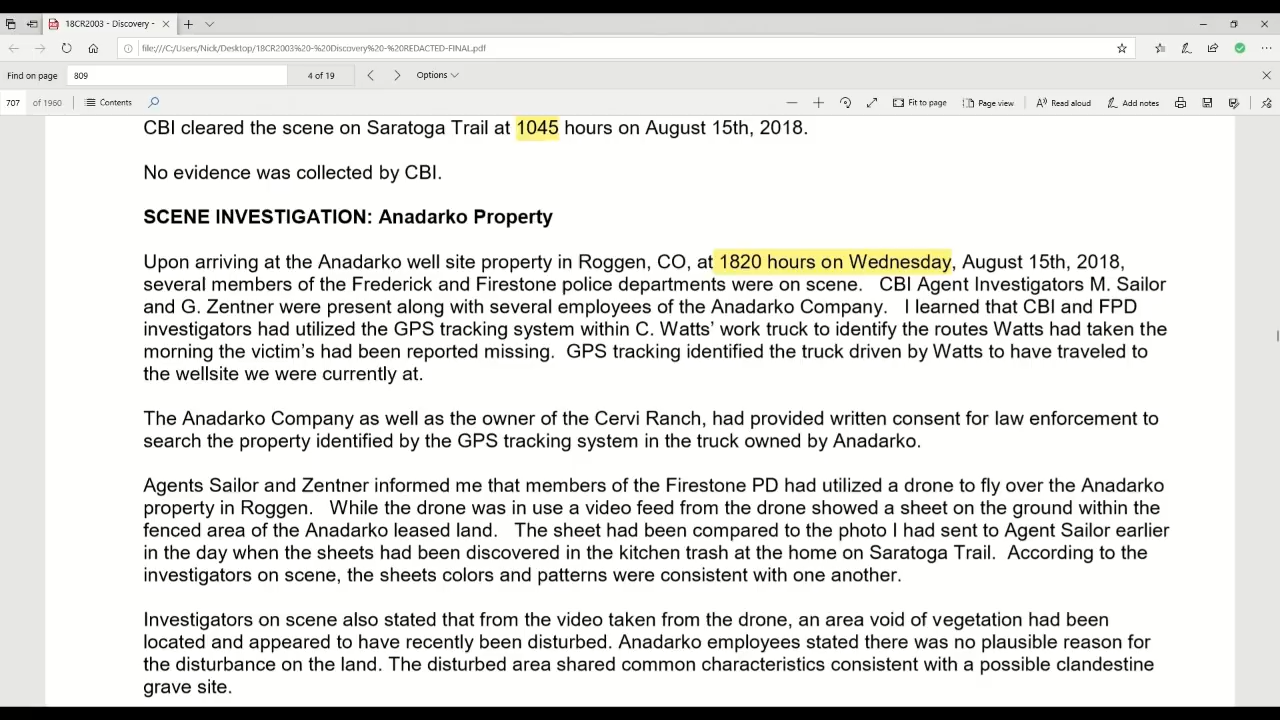 18CR2003 - Discovery -
file:///C:/Users/Nick/Desktop/18CR2003%20-%20Discovery%20-%20REDACTED-FINAL.pdf
Find on page 809 4 of 19 Options
707 of 1960 Contents Fit to page Page view Read aloud Add notes
CBI cleared the scene on Saratoga Trail at 1045 hours on August 15th, 2018.
No evidence was collected by CBI.
SCENE INVESTIGATION: Anadarko Property
Upon arriving at the Anadarko well site property in Roggen, CO, at 1820 hours on Wednesday, August 15th, 2018,
several members of the Frederick and Firestone police departments were on scene. CBI Agent Investigators M. Sailor
and G. Zentner were present along with several employees of the Anadarko Company. I learned that CBI and FPD
investigators had utilized the GPS tracking system within C. Watts' work truck to identify the routes Watts had taken the
morning the victim's had been reported missing. GPS tracking identified the truck driven by Watts to have traveled to
the wellsite we were currently at.
The Anadarko Company as well as the owner of the Cervi Ranch, had provided written consent for law enforcement to
search the property identified by the GPS tracking system in the truck owned by Anadarko.
Agents Sailor and Zentner informed me that members of the Firestone PD had utilized a drone to fly over the Anadarko
property in Roggen. While the drone was in use a video feed from the drone showed a sheet on the ground within the
fenced area of the Anadarko leased land. The sheet had been compared to the photo I had sent to Agent Sailor earlier
in the day when the sheets had been discovered in the kitchen trash at the home on Saratoga Trail. According to the
investigators on scene, the sheets colors and patterns were consistent with one another.
Investigators on scene also stated that from the video taken from the drone, an area void of vegetation had been
located and appeared to have recently been disturbed. Anadarko employees stated there was no plausible reason for
the disturbance on the land. The disturbed area shared common characteristics consistent with a possible clandestine
grave site.